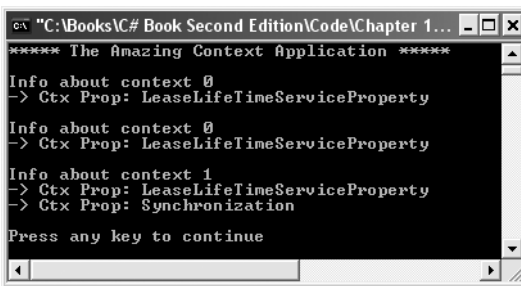 "C:\Books\C# Book Second Edition\Code\Chapter 1...
***** The Amazing Context Application *****
Info about context 0
-> Ctx Prop: LeaseLifeTimeServiceProperty
Info about context 0
-> Ctx Prop: LeaseLifeTimeServiceProperty
Info about context 1
-> Ctx Prop: LeaseLifeTimeServiceProperty
-> Ctx Prop: Synchronization
Press any key to continue